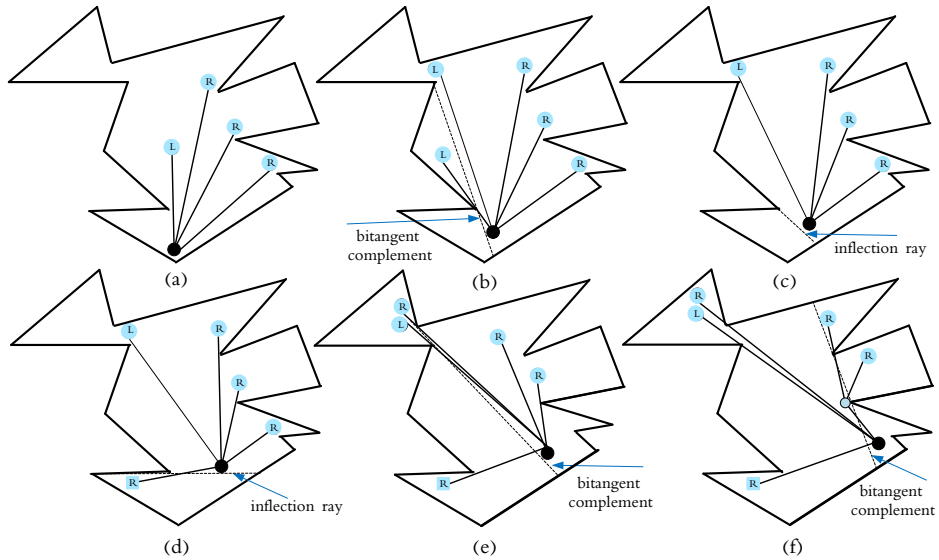 R
L
R
R
(a)
L
R
R
L
R
bitangent
complement
(b)
L
R
R
R
inflection ray
(c)
L
R
R
R
R
inflection ray
(d)
R
L
R
R
R
bitangent
complement
(e)
R
L
R
R
R
bitangent
complement
(f)